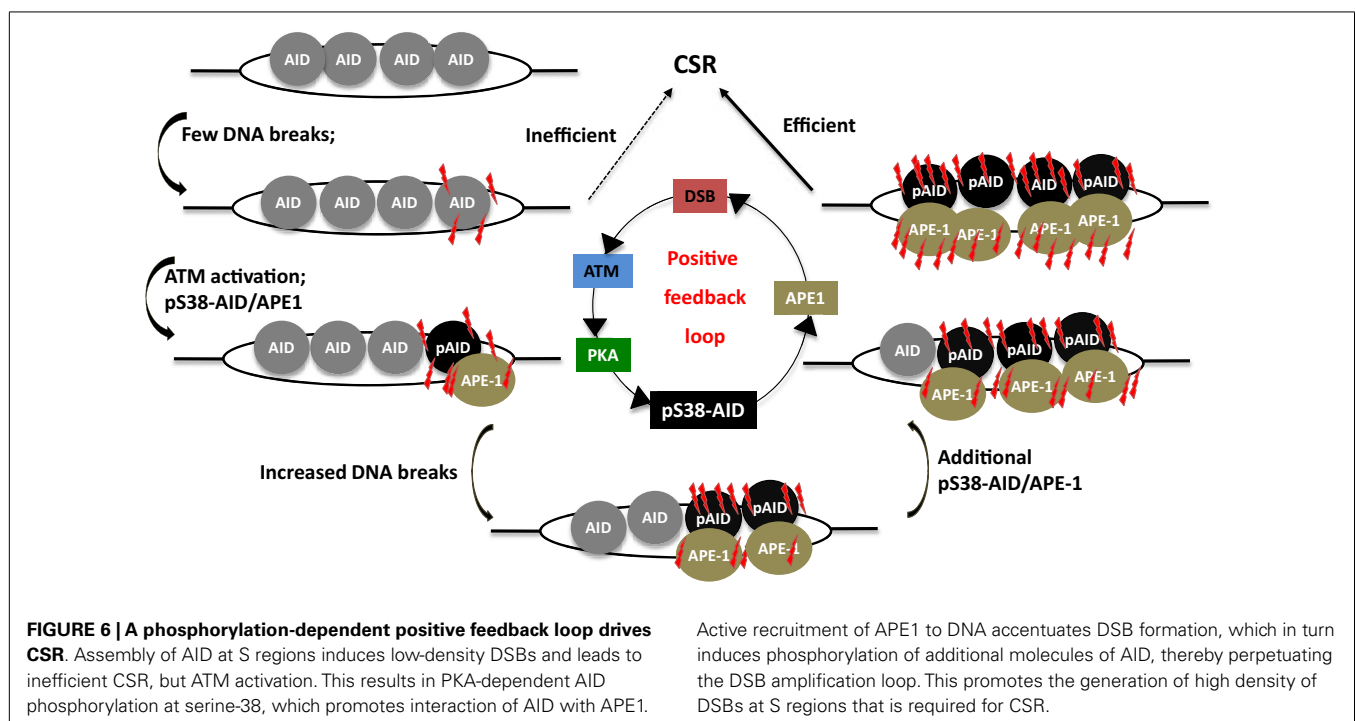 AID AID AID AID
CSR
Few DNA breaks;
Inefficient
Efficient
pAID pAID AID pAID
APE-1 APE-1 APE-1 APE-1
AID AID AID AID
DSB
ATM
Positive
feedback
loop
APE1
PKA
pS38-AID
ATM activation;
pS38-AID/APE1
AID AID AID pAID
APE-1
AID pAID pAID pAID
APE-1 APE-1 APE-1
Increased DNA breaks
Additional
pS38-AID/APE-1
AID AID pAID pAID
APE-1 APE-1
FIGURE 6 | A phosphorylation-dependent positive feedback loop drives
CSR. Assembly of AID at S regions induces low-density DSBs and leads to
inefficient CSR, but ATM activation. This results in PKA-dependent AID
phosphorylation at serine-38, which promotes interaction of AID with APE1.
Active recruitment of APE1 to DNA accentuates DSB formation, which in turn
induces phosphorylation of additional molecules of AID, thereby perpetuating
the DSB amplification loop. This promotes the generation of high density of
DSBs at S regions that is required for CSR.